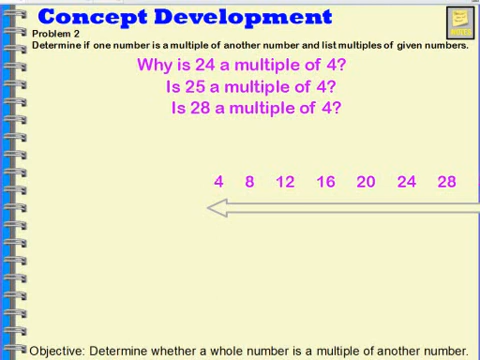 Concept Development
Problem 2
Determine if one number is a multiple of another number and list multiples of given numbers.
Why is 24 a multiple of 4?
Is 25 a multiple of 4?
Is 28 a multiple of 4?
4 8 12 16 20 24 28
Objective: Determine whether a whole number is a multiple of another number.